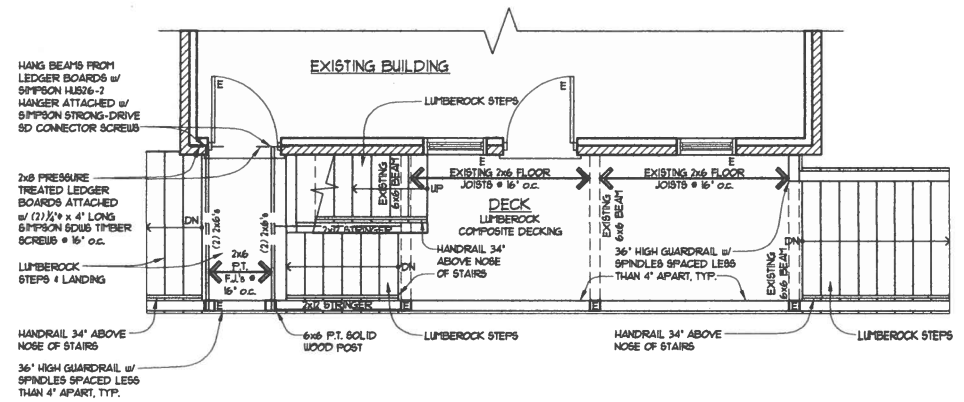 HANG BEAMS FROM
LEDGER BOARDS w/
SIMPSON HUS26-2
HANGER ATTACHED w/
SIMPSON STRONG-DRIVE
SD CONNECTOR SCREWS
EXISTING BUILDING
E
E
LUMBEROCK STEPS
2x8 PRESSURE
TREATED LEDGER
BOARDS ATTACHED
w/ (2) ¼"Φ x 4" LONG
SIMPSON SDWS TIMBER
SCREWS @ 16" o.c.
LUMBEROCK
STEPS & LANDING
DN
(2) 2x6's
2x6
P.T.
F.J.'s @
16" o.c.
(2) 2x6's
2x12 STRINGER
EXISTING
6x6 BEAM
UP
E
EXISTING 2x6 FLOOR
JOISTS @ 16" o.c.
DECK
LUMBEROCK
COMPOSITE DECKING
EXISTING
6x6 BEAM
E
EXISTING 2x6 FLOOR
JOISTS @ 16" o.c.
HANDRAIL 34"
ABOVE NOSE
OF STAIRS
36" HIGH GUARDRAIL w/
SPINDLES SPACED LESS
THAN 4" APART, TYP.
EXISTING
6x6 BEAM
DN
DN
2x12 STRINGER
E
E
E
E
HANDRAIL 34" ABOVE
NOSE OF STAIRS
6x6 P.T. SOLID
WOOD POST
LUMBEROCK STEPS
HANDRAIL 34" ABOVE
NOSE OF STAIRS
LUMBEROCK STEPS
36" HIGH GUARDRAIL w/
SPINDLES SPACED LESS
THAN 4" APART, TYP.